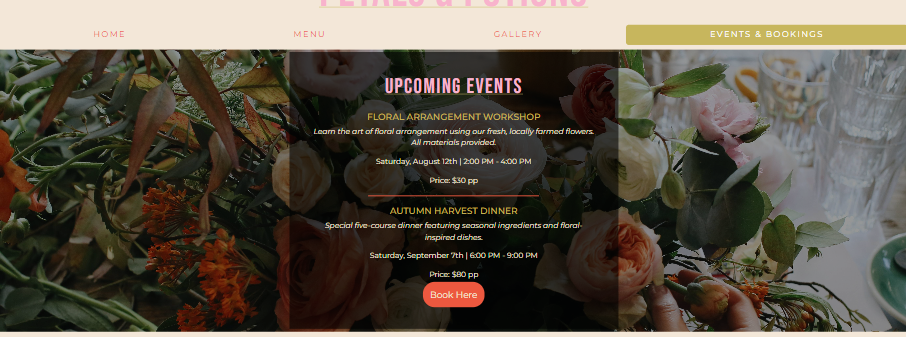 PETALS & POTIONS
HOME
MENU
GALLERY
EVENTS & BOOKINGS
UPCOMING EVENTS
FLORAL ARRANGEMENT WORKSHOP
Learn the art of floral arrangement using our fresh, locally farmed flowers.
All materials provided.
Saturday, August 12th | 2:00 PM - 4:00 PM
Price: $30 pp
AUTUMN HARVEST DINNER
Special five-course dinner featuring seasonal ingredients and floral-
inspired dishes.
Saturday, September 7th | 6:00 PM - 9:00 PM
Price: $80 pp
Book Here